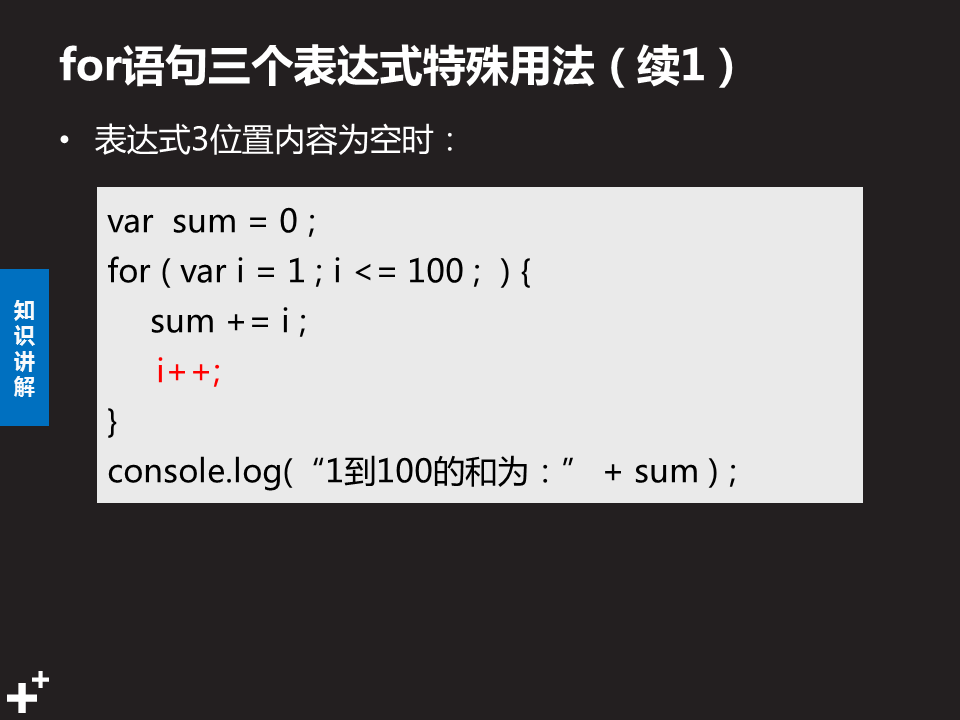 for语句三个表达式特殊用法（续1）
• 表达式3位置内容为空时：
var  sum = 0 ;
for ( var i = 1 ; i <= 100 ;  ) {
sum += i ;
i++;
}
console.log(“1到100的和为：” + sum ) ;
知识讲解